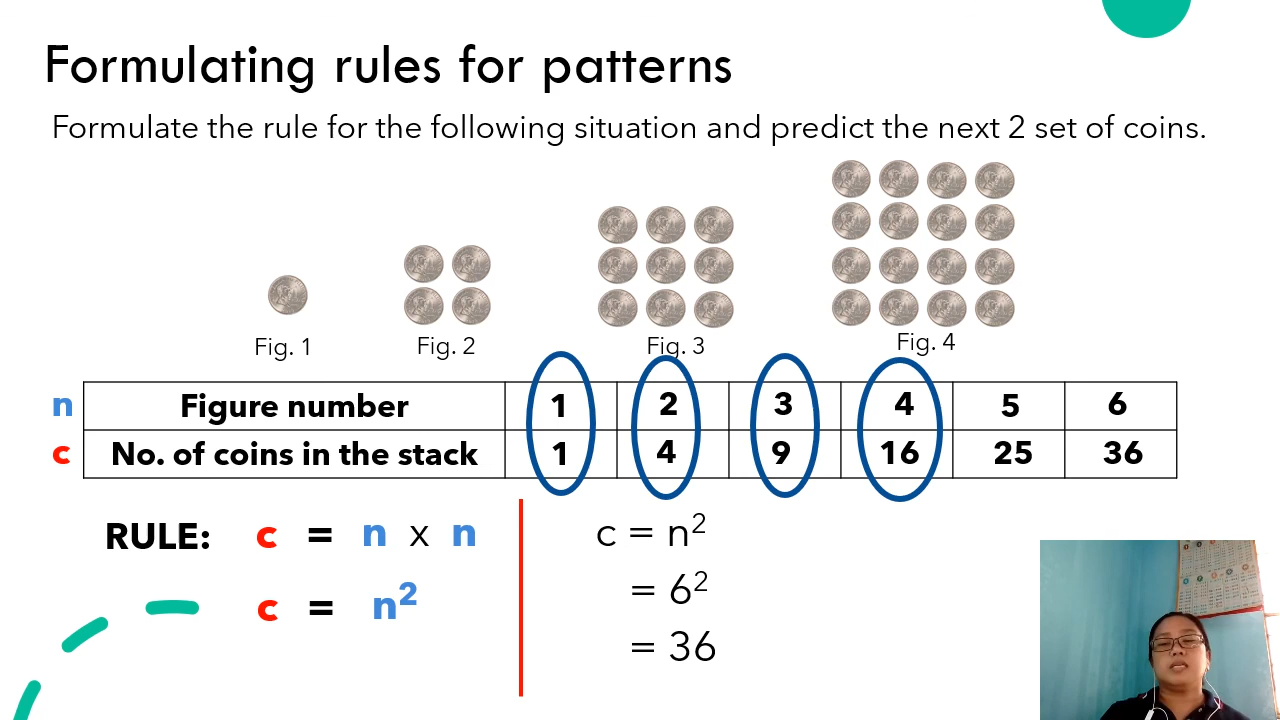 Formulating rules for patterns
Formulate the rule for the following situation and predict the next 2 set of coins.
Fig. 1
Fig. 2
Fig. 3
Fig. 4
n Figure number 1 2 3 4 5 6
c No. of coins in the stack 1 4 9 16 25 36
RULE: c = n x n
c = n²
c = n²
= 6²
= 36